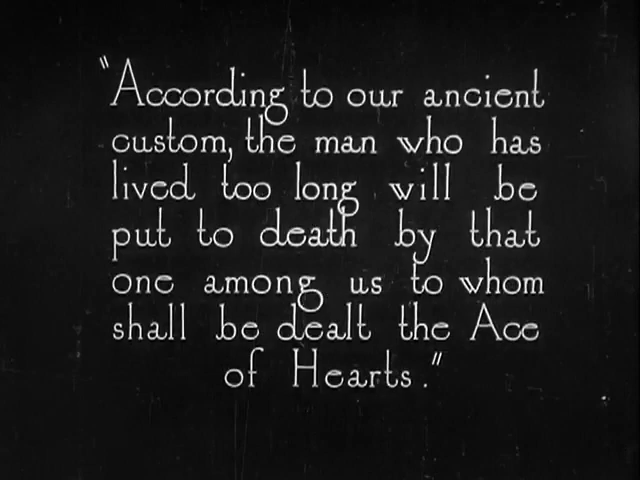 "According to our ancient
custom, the man who has
lived too long will be
put to death by that
one among us to whom
shall be dealt the Ace
of Hearts."